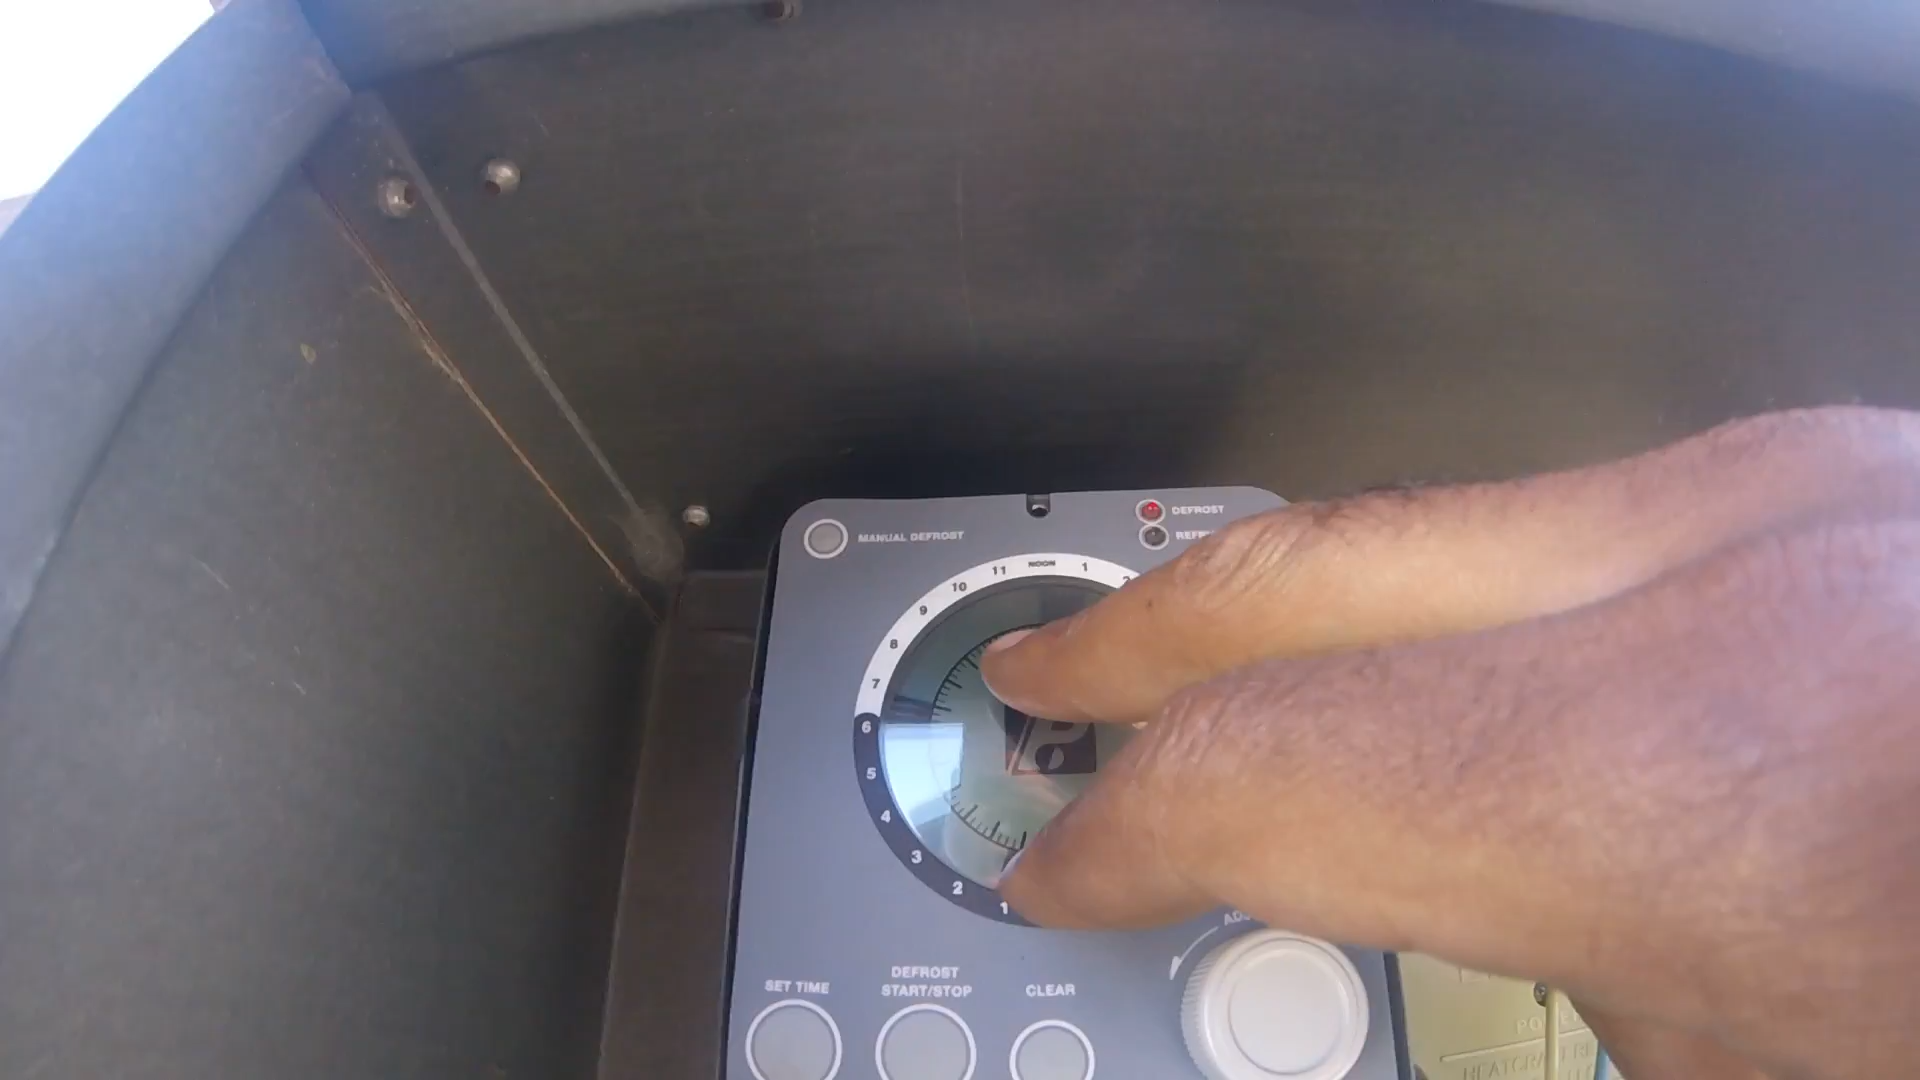 MANUAL DEFROST
DEFROST
11 NOON 1
10
9
8
7
6
5
4
3
2
1
SET TIME
DEFROST
START/STOP
CLEAR